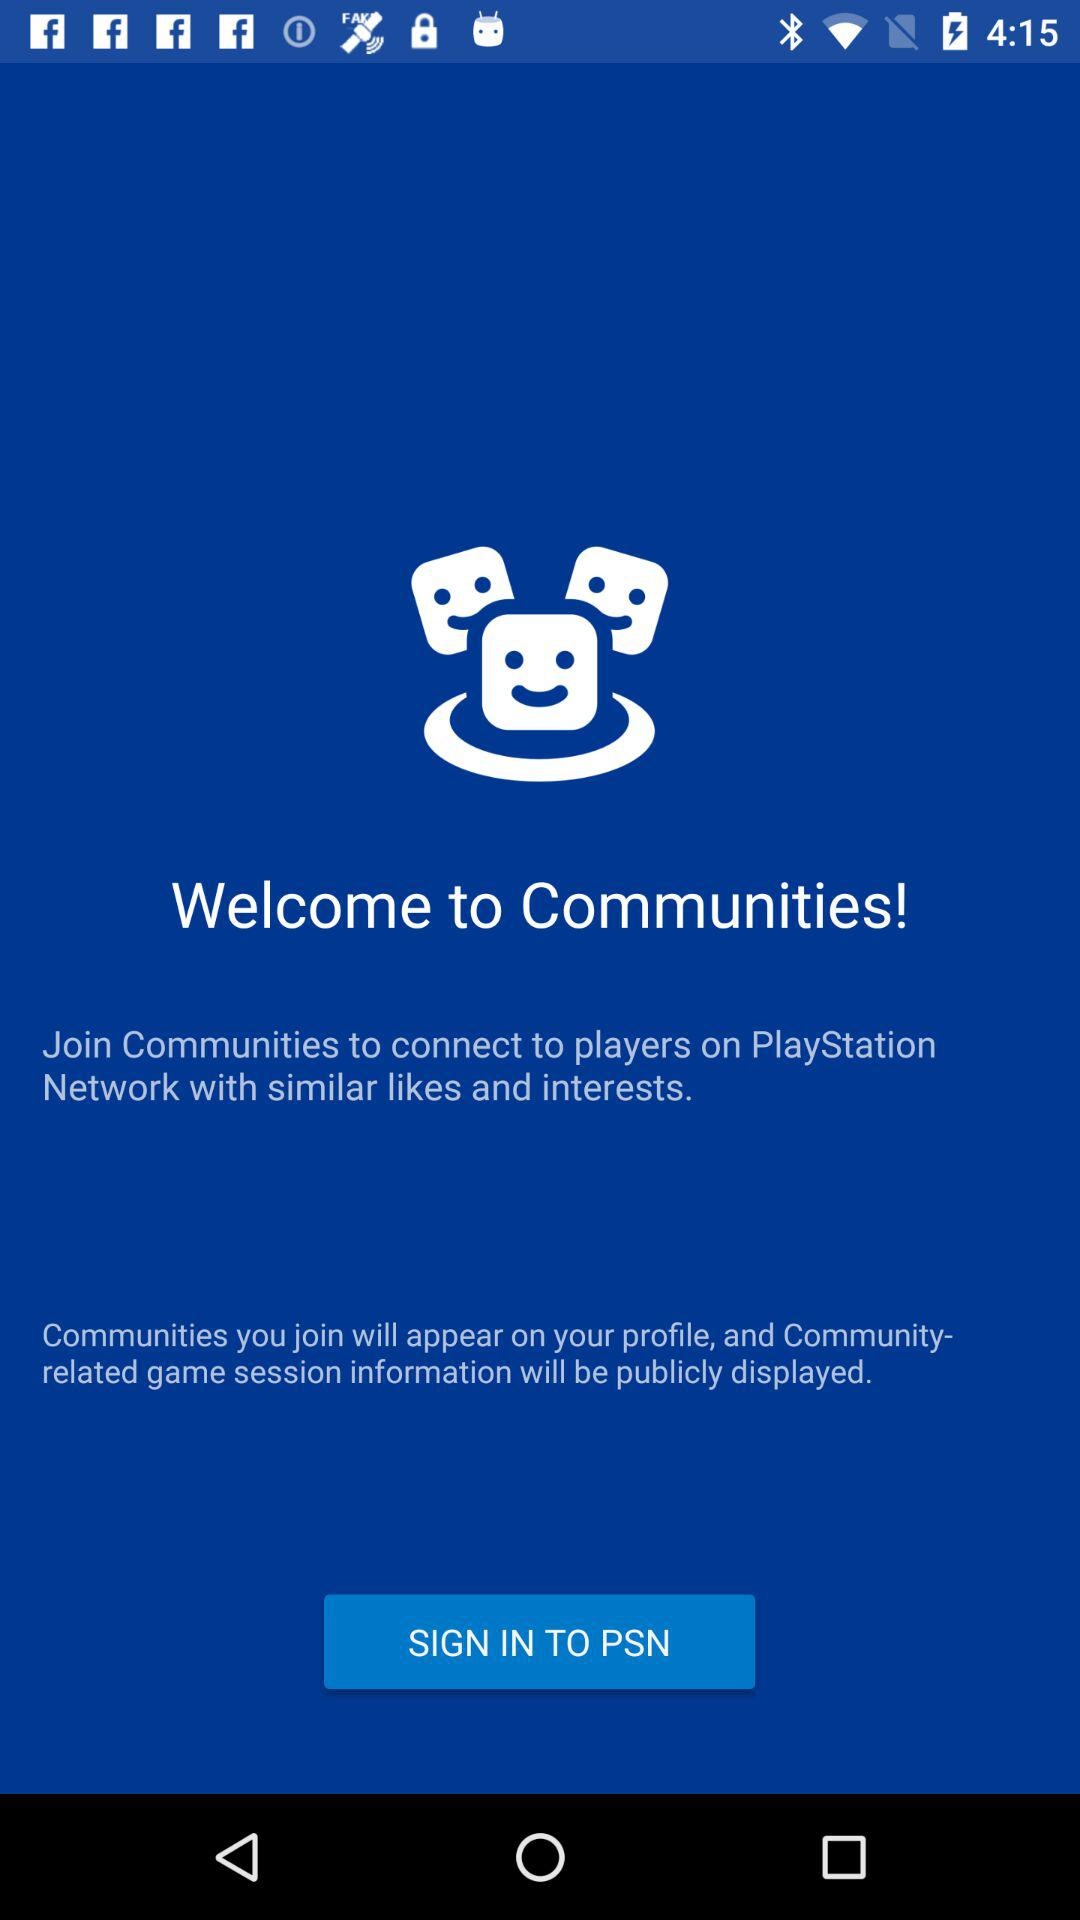 FAKE
4:15
Welcome to Communities!
Join Communities to connect to players on PlayStation
Network with similar likes and interests.
Communities you join will appear on your profile, and Community-
related game session information will be publicly displayed.
SIGN IN TO PSN